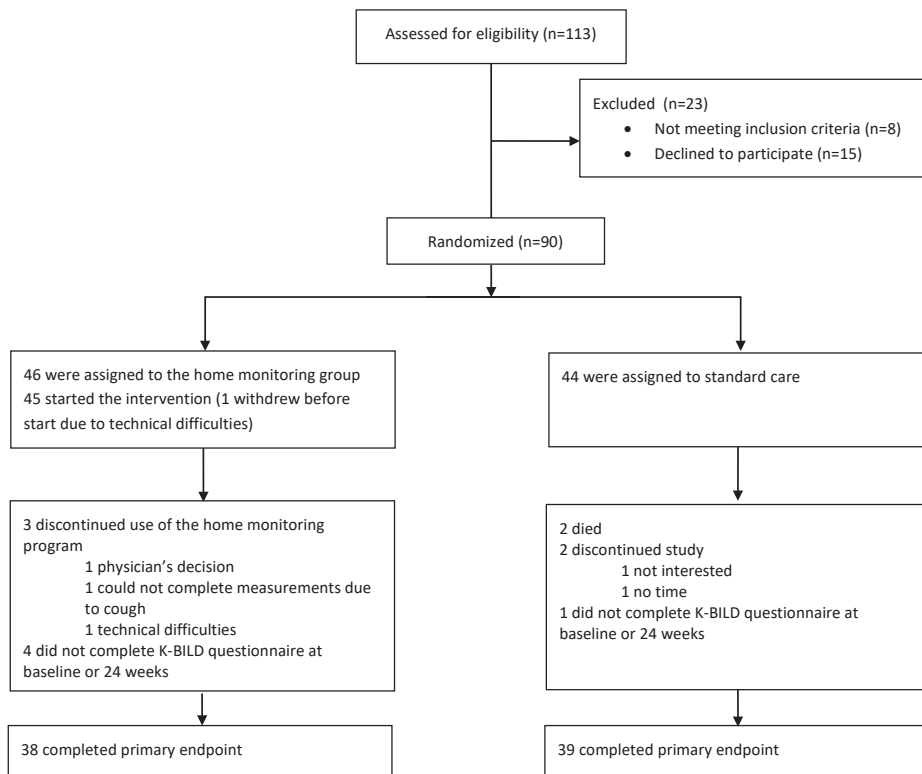 Assessed for eligibility (n=113)
Excluded (n=23)
• Not meeting inclusion criteria (n=8)
• Declined to participate (n=15)
Randomized (n=90)
46 were assigned to the home monitoring group
45 started the intervention (1 withdrew before
start due to technical difficulties)
44 were assigned to standard care
3 discontinued use of the home monitoring
program
1 physician’s decision
1 could not complete measurements due
to cough
1 technical difficulties
4 did not complete K-BILD questionnaire at
baseline or 24 weeks
2 died
2 discontinued study
1 not interested
1 no time
1 did not complete K-BILD questionnaire at
baseline or 24 weeks
38 completed primary endpoint
39 completed primary endpoint